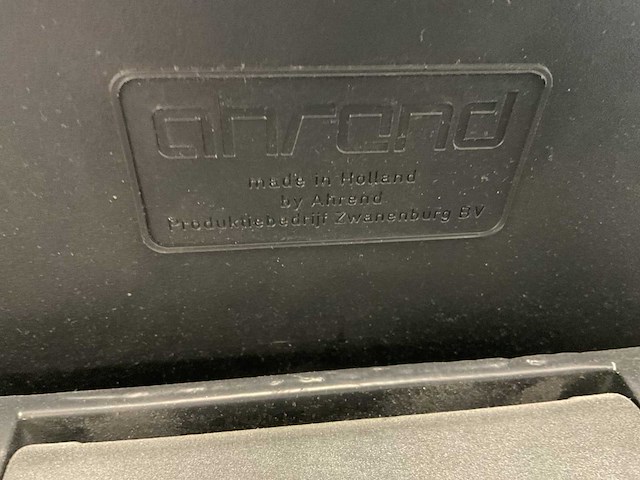 ahrend
made in Holland
by Ahrend
Produktiebedrijf Zwanenburg BV